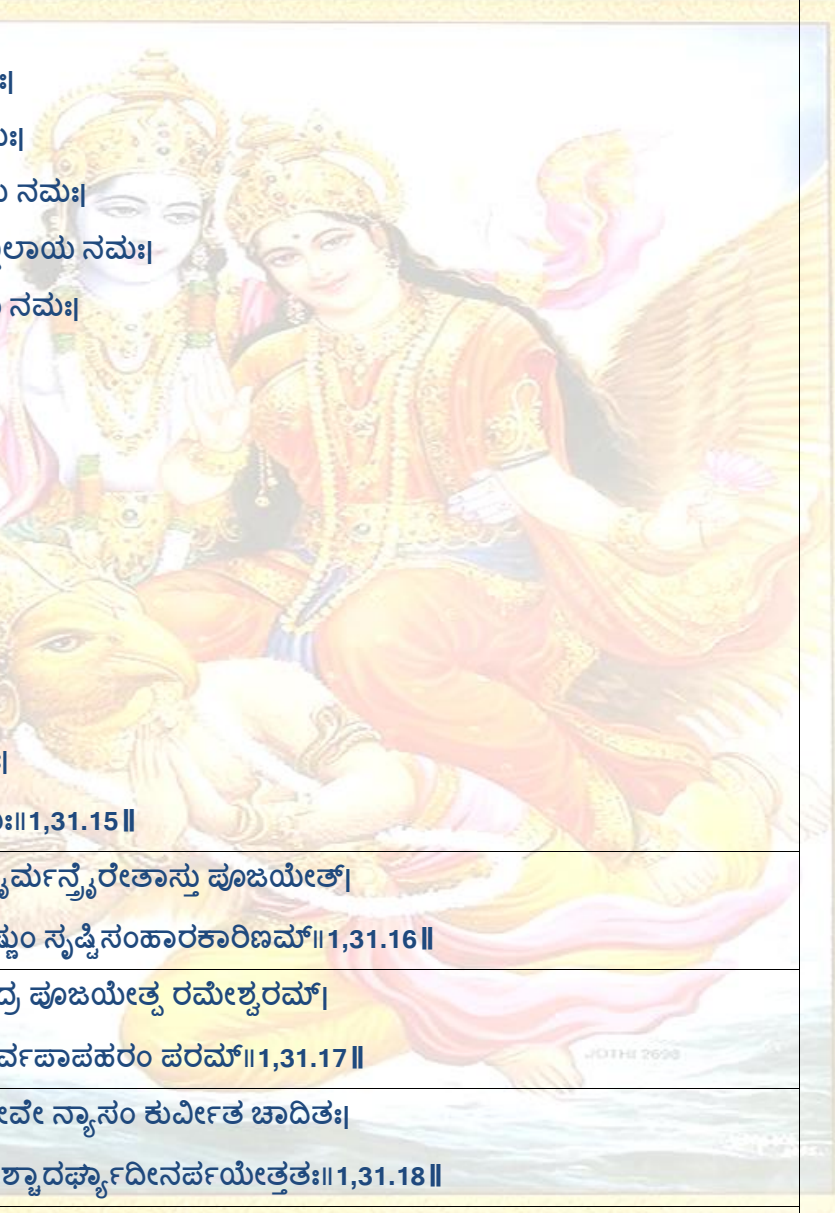 ನಮಃ|
ಲಾಯ ನಮಃ|
ನಮಃ|
॥1,31.15॥
ರ್ಮನ್ತ್ರೈರೇತಾಸ್ತು ಪೂಜಯೇತ್|
ಷ್ಣುಂ ಸೃಷ್ಟಿಸಂಹಾರಕಾರಿಣಮ್॥1,31.16॥
ದ್ರ ಪೂಜಯೇತ್ಪ ರಮೇಶ್ವರಮ್|
ರ್ವಪಾಪಹರಂ ಪರಮ್॥1,31.17॥
ವೇ ನ್ಯಾಸಂ ಕುರ್ವೀತ ಚಾದಿತಃ|
ಶ್ಚಾದರ್ಘ್ಯಾದೀನರ್ಪಯೇತ್ತತಃ॥1,31.18॥
JOTHI 2698